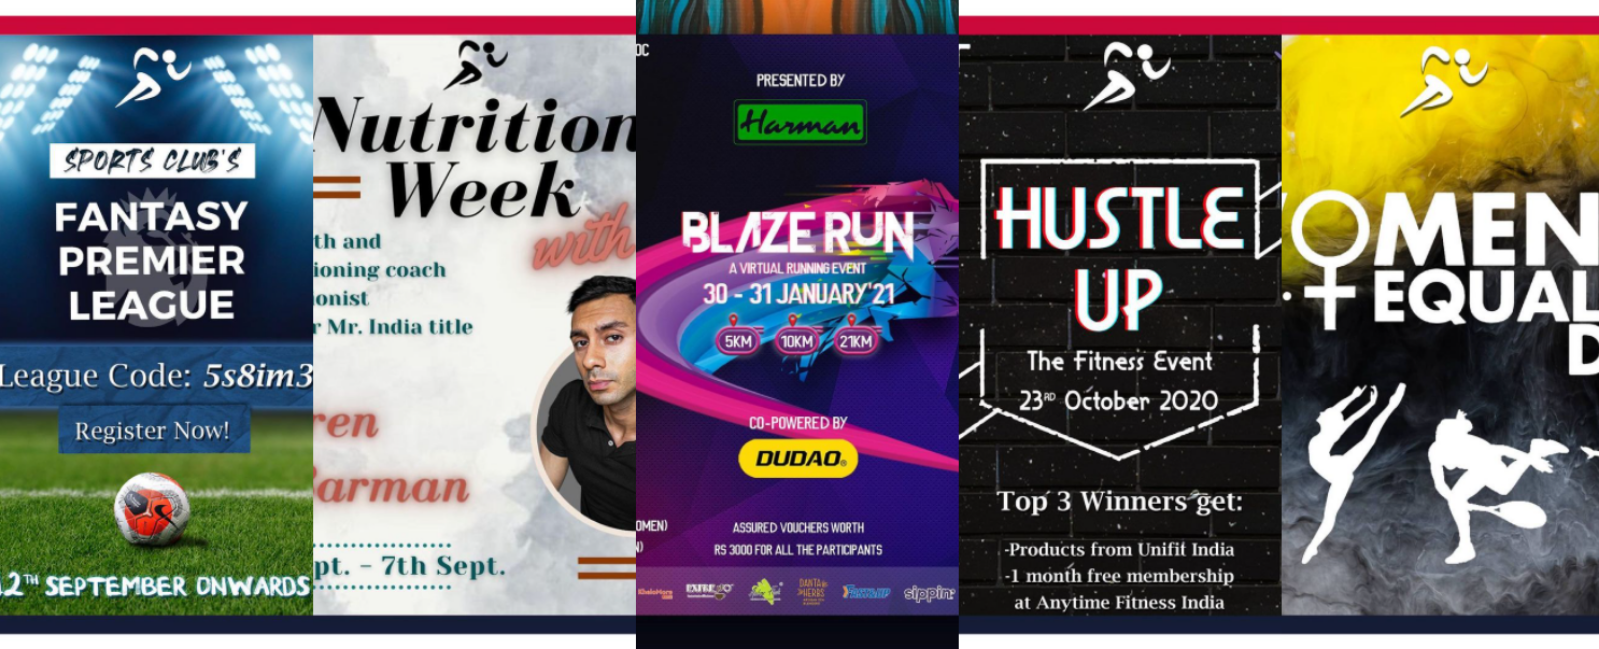 SPORTS CLUB'S
FANTASY
PREMIER
LEAGUE
League Code: 5s8im3
Register Now!
12TH SEPTEMBER ONWARDS
Nutrition
Week
with
th and
ioning coach
onist
r Mr. India title
ren
arman
pt. - 7th Sept.
OC
PRESENTED BY
Harman
BLAZE RUN
A VIRTUAL RUNNING EVENT
30 - 31 JANUARY'21
5KM 10KM 21KM
CO-POWERED BY
DUDAO®
OMEN)
ASSURED VOUCHERS WORTH
N)
RS 3000 FOR ALL THE PARTICIPANTS
DANTA
HERBS
sippin'
HUSTLE
UP
The Fitness Event
23RD October 2020
Top 3 Winners get:
-Products from Unifit India
-1 month free membership
at Anytime Fitness India
OMEN
EQUAL
D